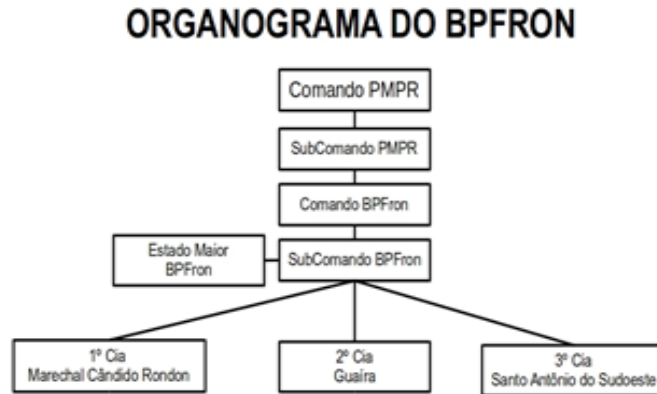 ORGANOGRAMA DO BPFRON
Comando PMPR
SubComando PMPR
Comando BPFron
Estado Maior
BPFron
SubComando BPFron
1º Cia
Marechal Cândido Rondon
2º Cia
Guaíra
3º Cia
Santo Antônio do Sudoeste